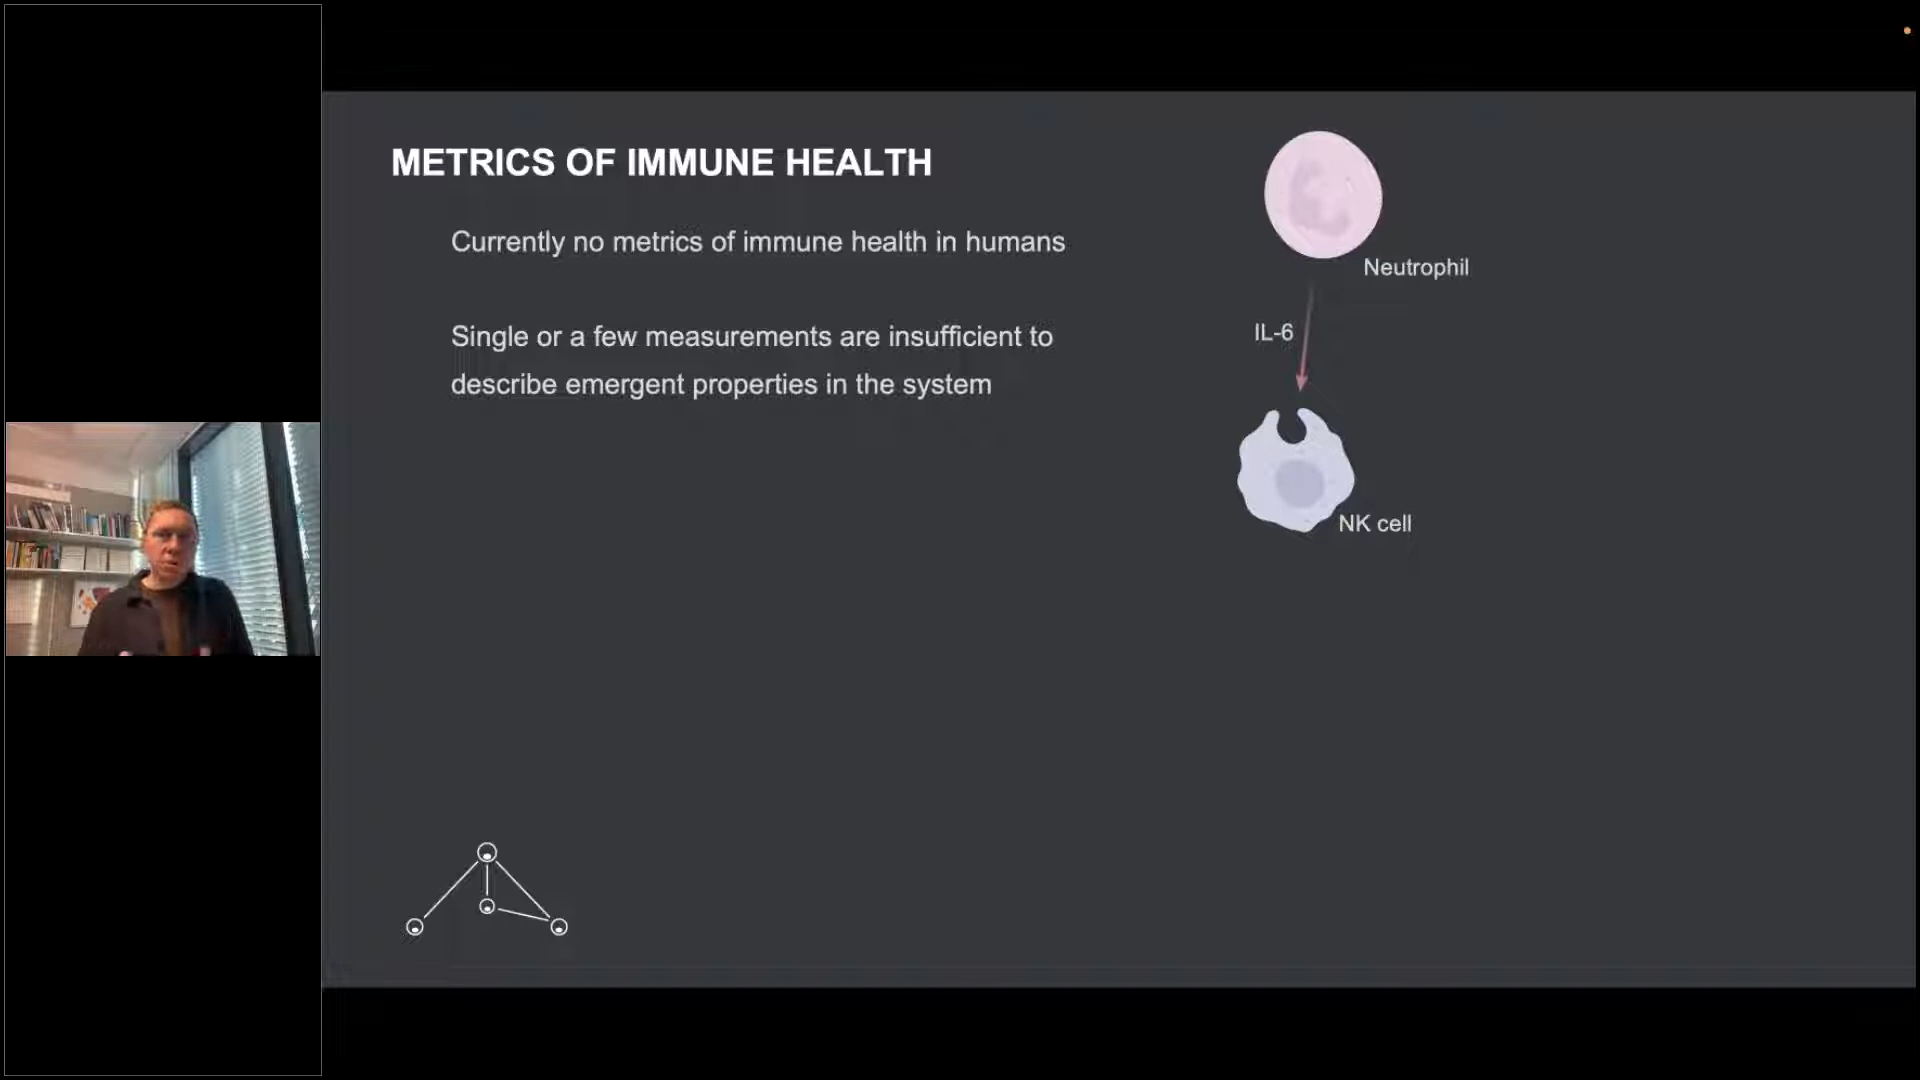 METRICS OF IMMUNE HEALTH
Currently no metrics of immune health in humans
Single or a few measurements are insufficient to
describe emergent properties in the system
Neutrophil
IL-6
NK cell